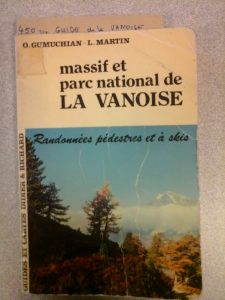 450 GUIDE de la VANOISE
O. GUMUCHIAN - L. MARTIN
massif et
parc national de
LA VANOISE
Randonnées pédestres et à skis
GUIDES ET CARTES DIDIER & RICHARD